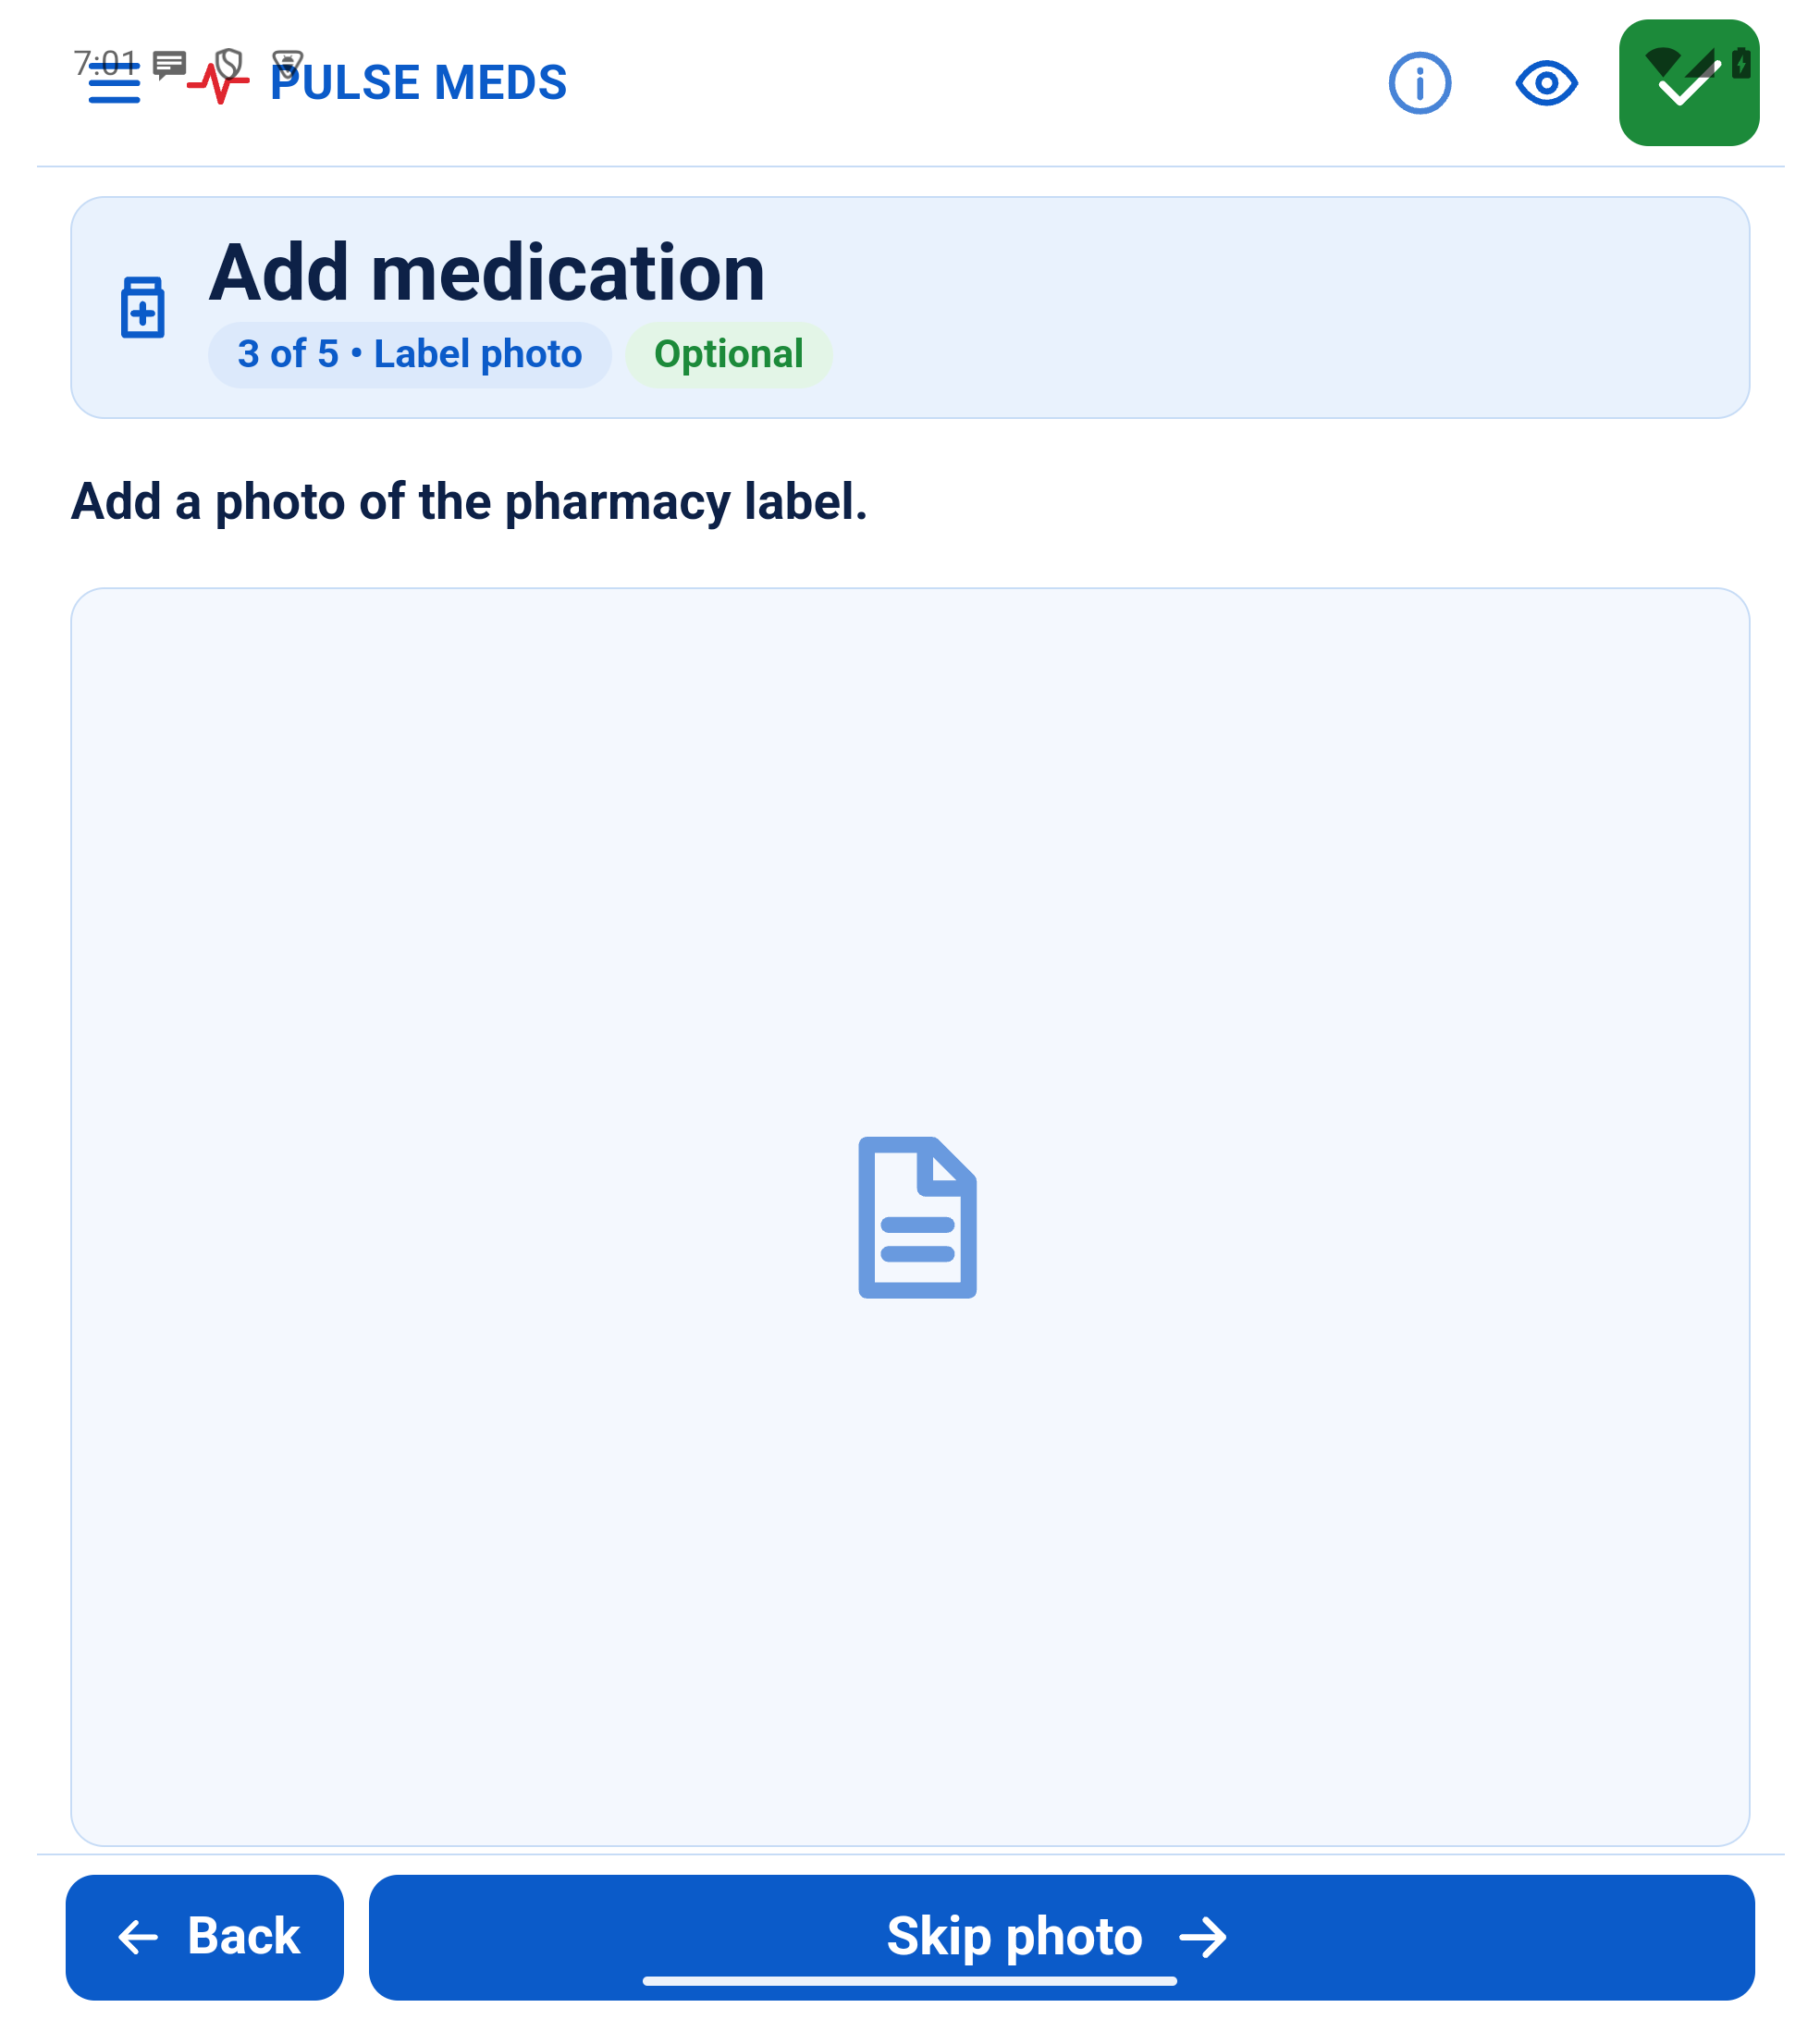 7:01
PULSE MEDS
Add medication
3 of 5 • Label photo
Optional
Add a photo of the pharmacy label.
Back
Skip photo